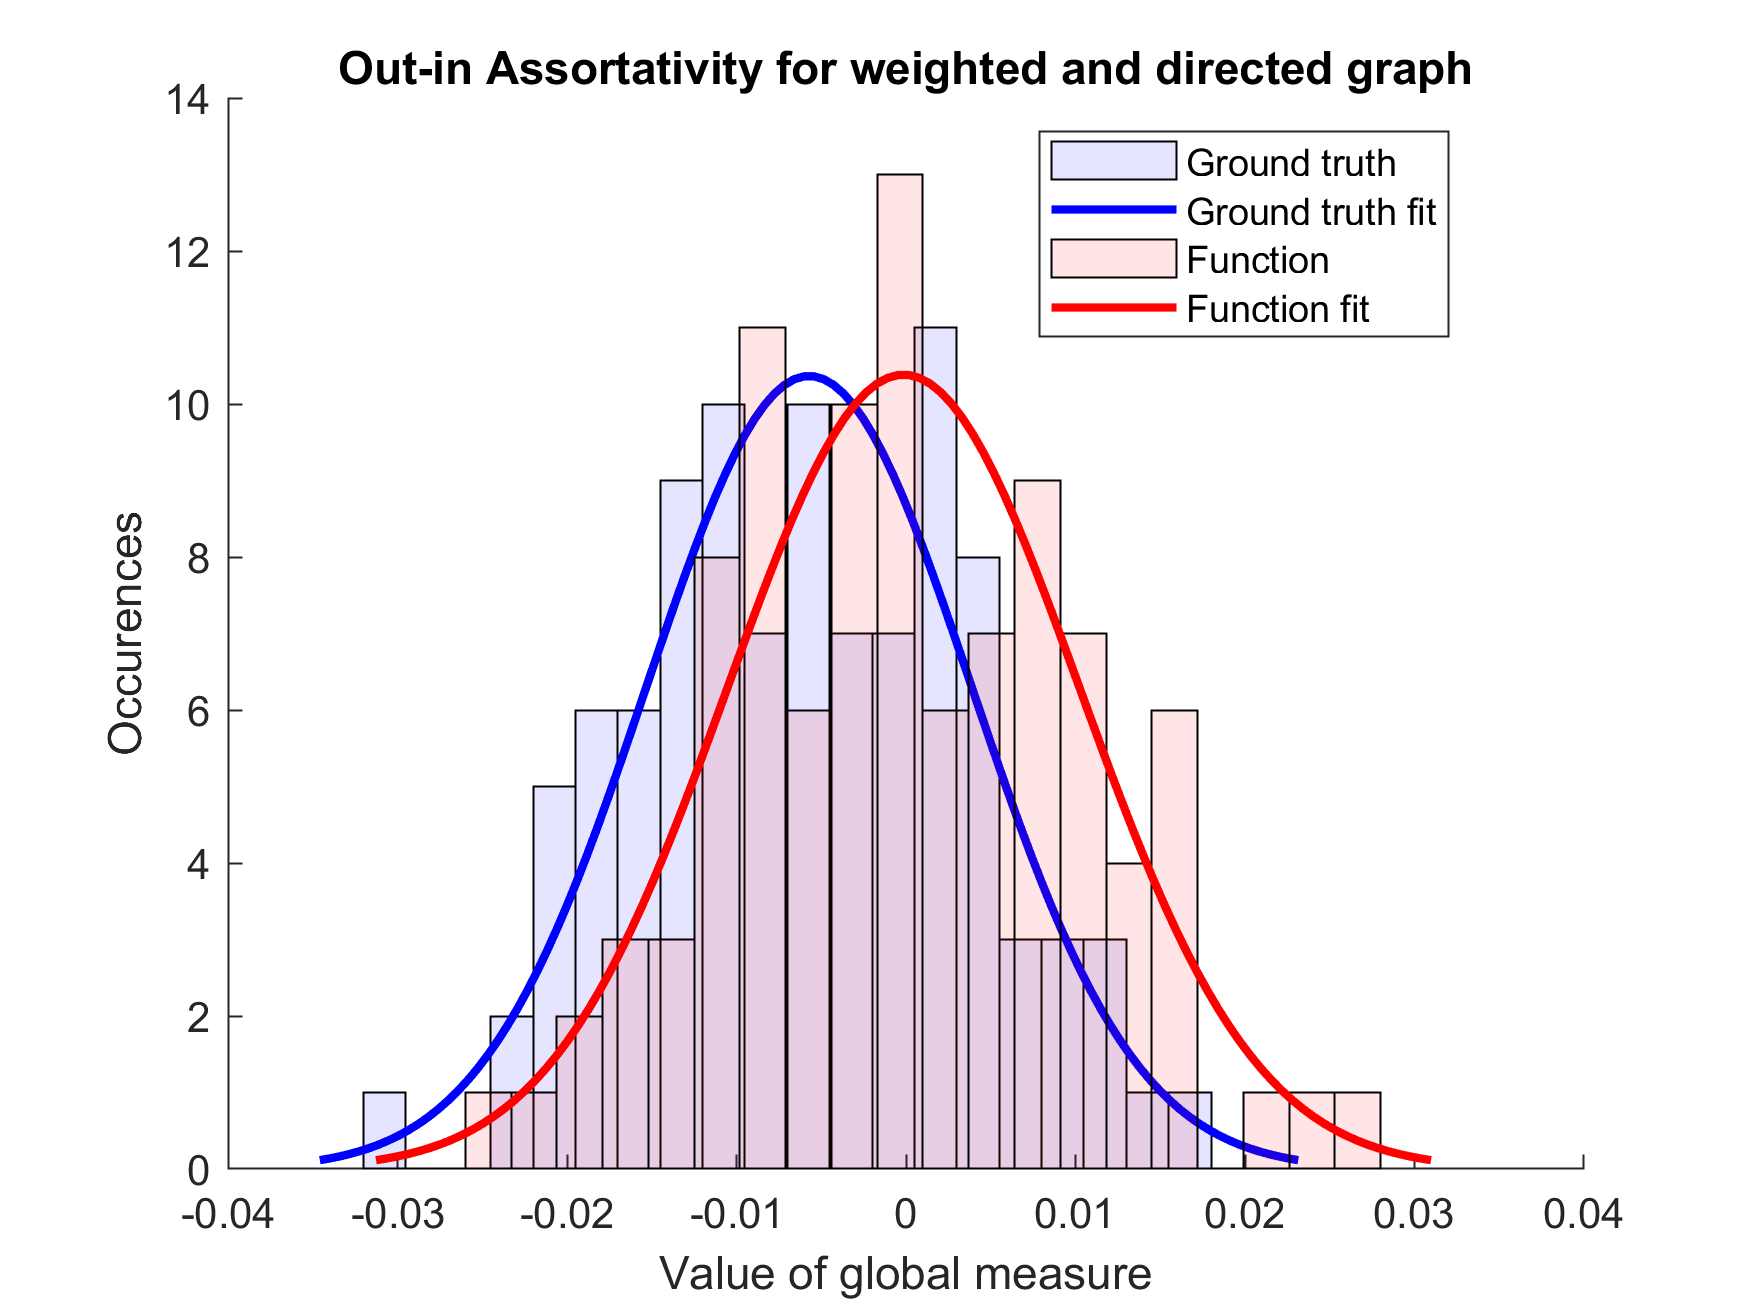 Out-in Assortativity for weighted and directed graph
14
12
10
8
6
4
2
0
Occurences
Ground truth
Ground truth fit
Function
Function fit
-0.04 -0.03 -0.02 -0.01 0 0.01 0.02 0.03 0.04
Value of global measure